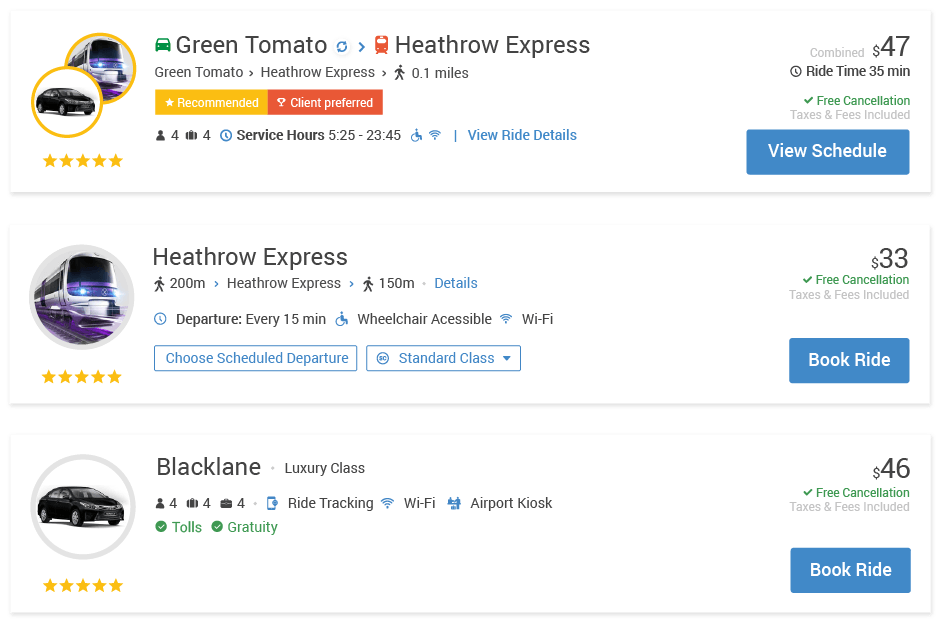 Green Tomato Heathrow Express
Combined $47
Green Tomato › Heathrow Express › 0.1 miles
Ride Time 35 min
Recommended Client preferred
Free Cancellation
Taxes & Fees Included
4 4 Service Hours 5:25 - 23:45 | View Ride Details
View Schedule
Heathrow Express
$33
200m › Heathrow Express › 150m · Details
Free Cancellation
Taxes & Fees Included
Departure: Every 15 min Wheelchair Acessible Wi-Fi
Choose Scheduled Departure SC Standard Class
Book Ride
Blacklane · Luxury Class
$46
Free Cancellation
4 4 4 · Ride Tracking Wi-Fi Airport Kiosk
Taxes & Fees Included
Tolls Gratuity
Book Ride